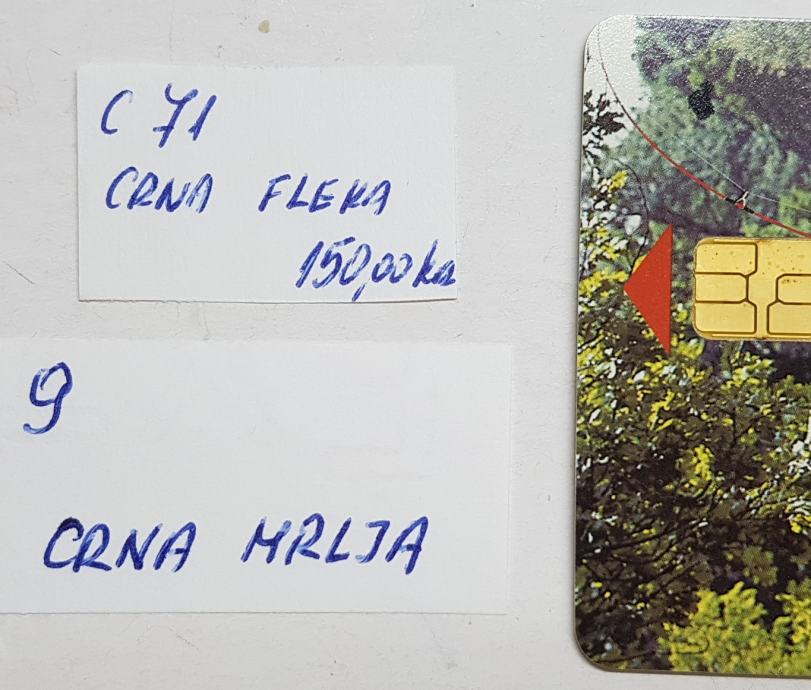 C 71
CRNA FLEKA
150,00 kn
9
CRNA MRLJA